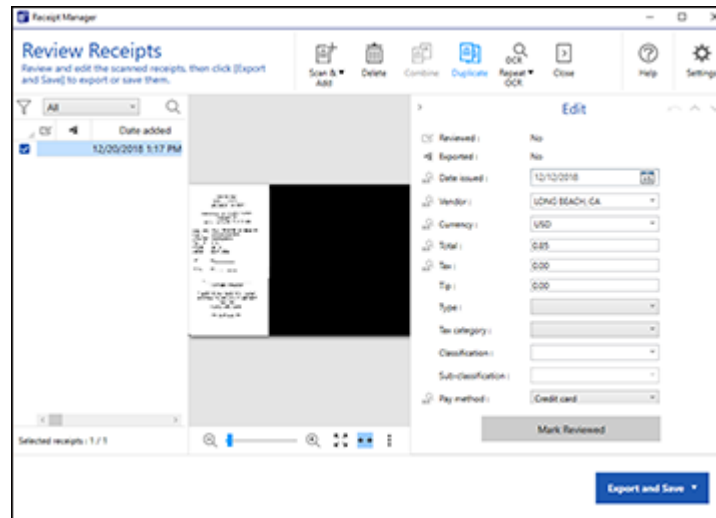 Receipt Manager
Review Receipts
Review and edit the scanned receipts, then click [Export
and Save] to export or save them.
Scan & Add
Delete
Combine
Duplicate
OCR
Repeat OCR
Close
Help
Settings
All
Date added
12/20/2018 1:17 PM
Selected receipts : 1 / 1
Edit
Reviewed : No
Exported : No
Date issued : 12/12/2018
Vendor : LONG BEACH, CA
Currency : USD
Total : 0.85
Tax : 0.00
Tip : 0.00
Type :
Tax category :
Classification :
Sub-classification :
Pay method : Credit card
Mark Reviewed
Export and Save